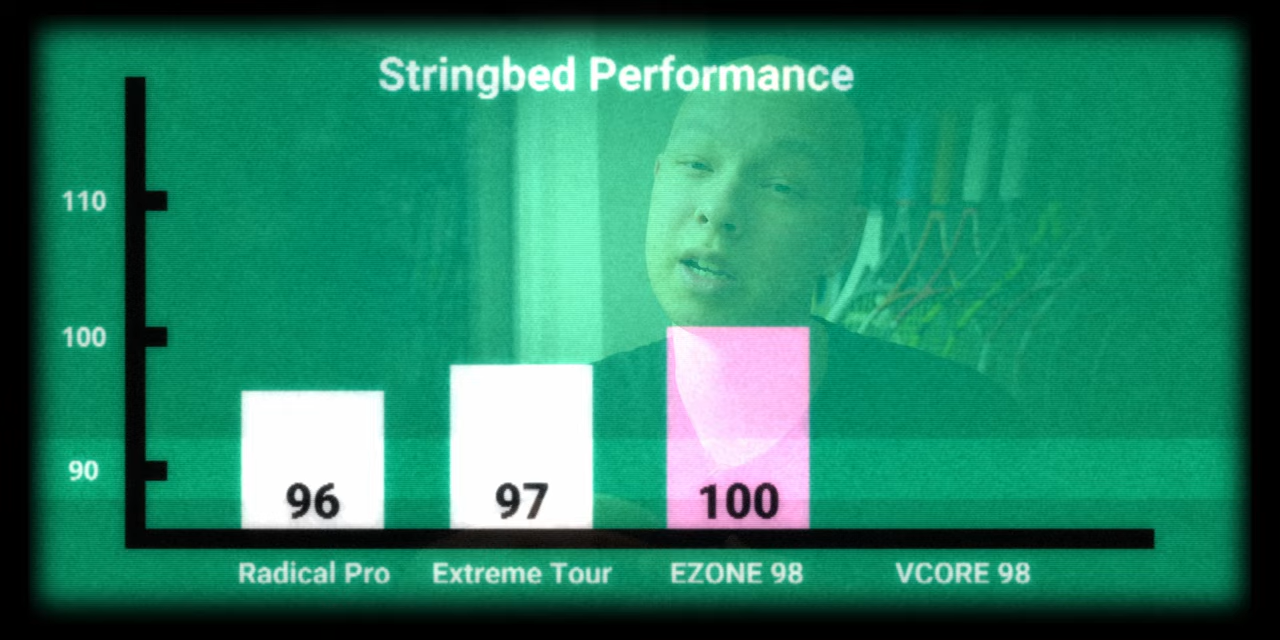 Stringbed Performance
110
100
90
96 97 100
Radical Pro Extreme Tour EZONE 98 VCORE 98